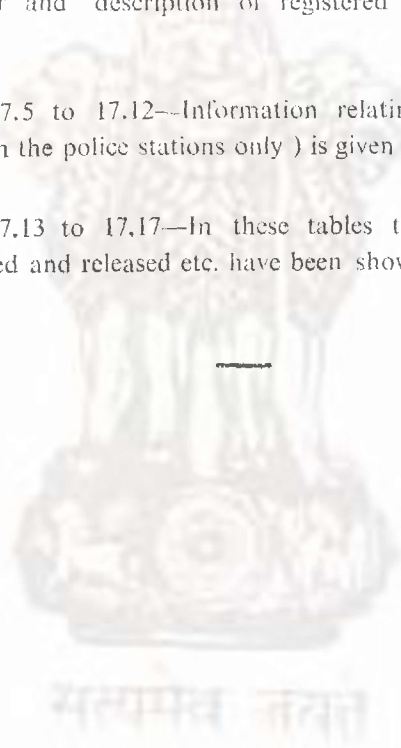 and description of registered
7.5 to 17.12—Information relatin
n the police stations only ) is given
7.13 to 17.17—In these tables t
ed and released etc. have been shov
सत्यमेव जयते